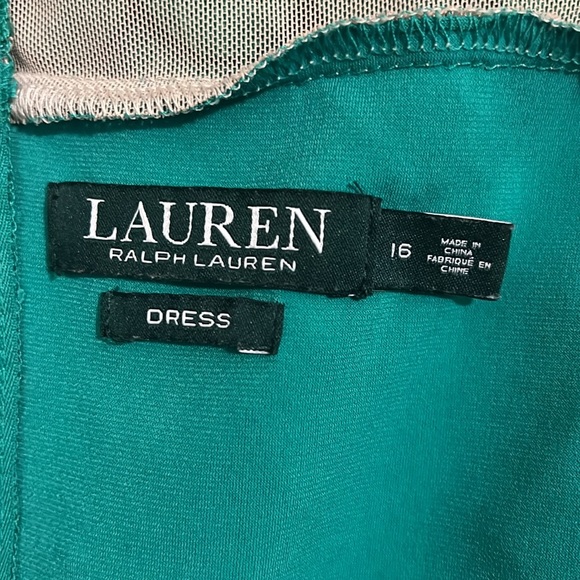 LAUREN
RALPH LAUREN
16
MADE IN
CHINA
FABRIQUÉ EN
CHINE
DRESS